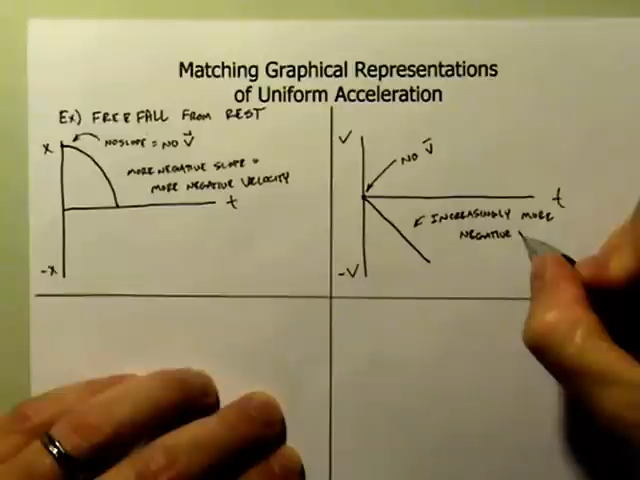 Matching Graphical Representations
of Uniform Acceleration
Ex) FREE FALL FROM REST
X
NO SLOPE = NO V
MORE NEGATIVE SLOPE =
MORE NEGATIVE VELOCITY
t
-X
V
NO V
t
INCREASINGLY MORE
NEGATIVE
-V